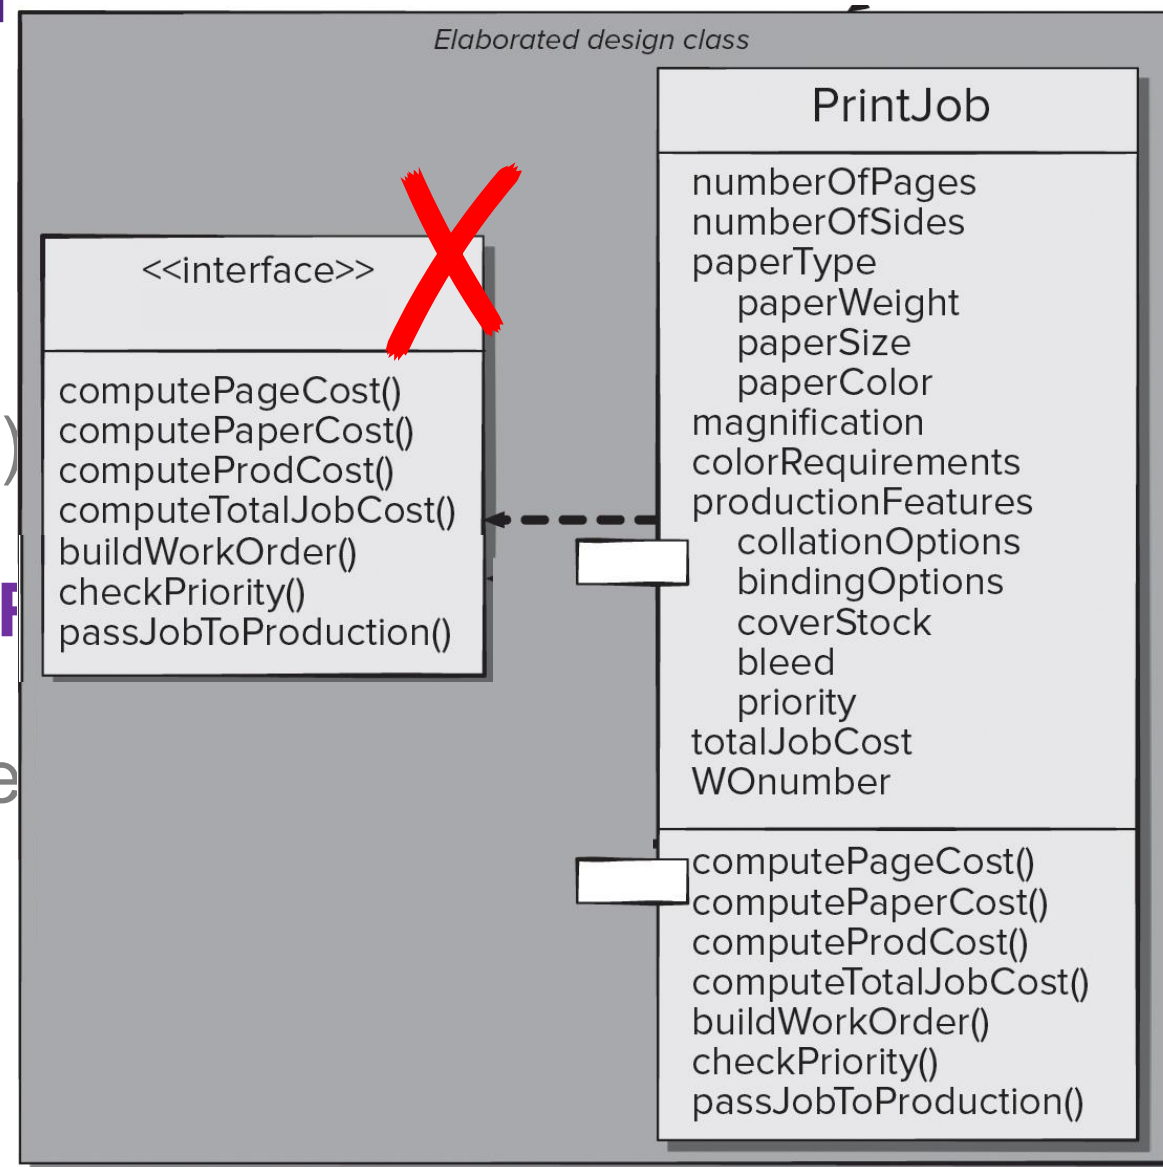 Elaborated design class
<<interface>>
computePageCost()
computePaperCost()
computeProdCost()
computeTotalJobCost()
buildWorkOrder()
checkPriority()
passJobToProduction()
PrintJob
numberOfPages
numberOfSides
paperType
paperWeight
paperSize
paperColor
magnification
colorRequirements
productionFeatures
collationOptions
bindingOptions
coverStock
bleed
priority
totalJobCost
WOnumber
computePageCost()
computePaperCost()
computeProdCost()
computeTotalJobCost()
buildWorkOrder()
checkPriority()
passJobToProduction()